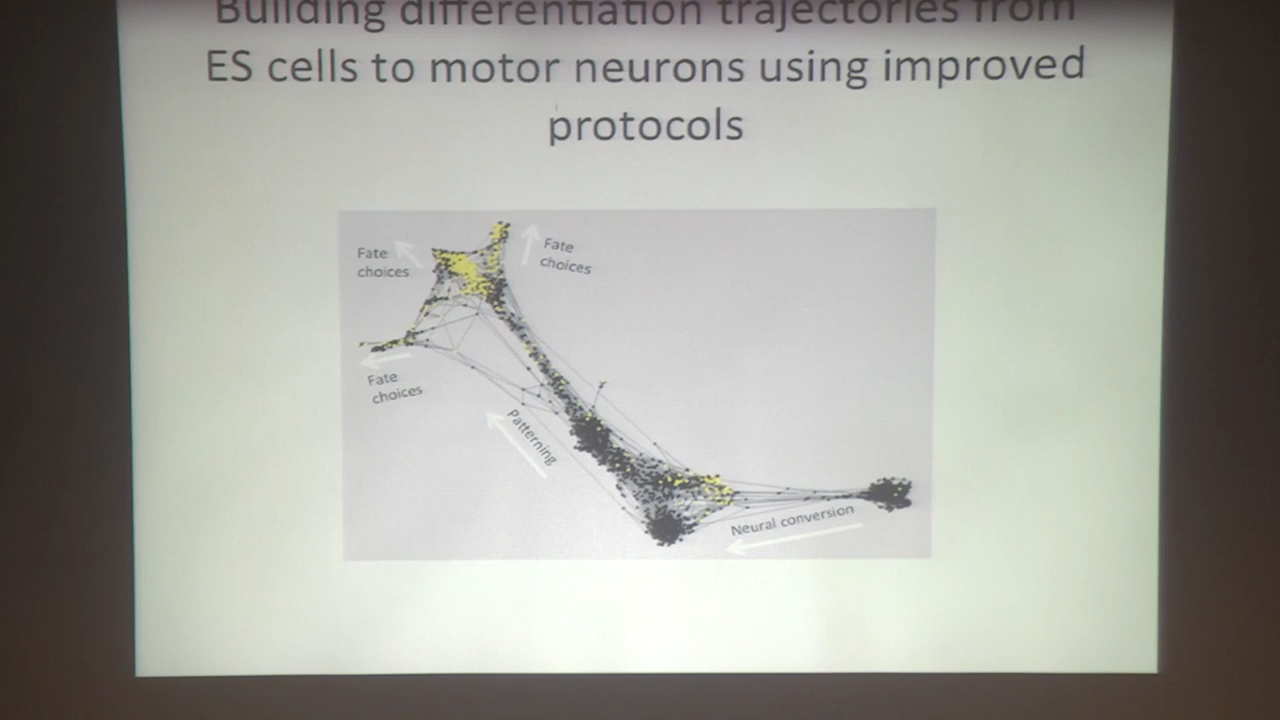 Building differentiation trajectories from
ES cells to motor neurons using improved
protocols
Fate
choices
Fate
choices
Fate
choices
Patterning
Neural conversion